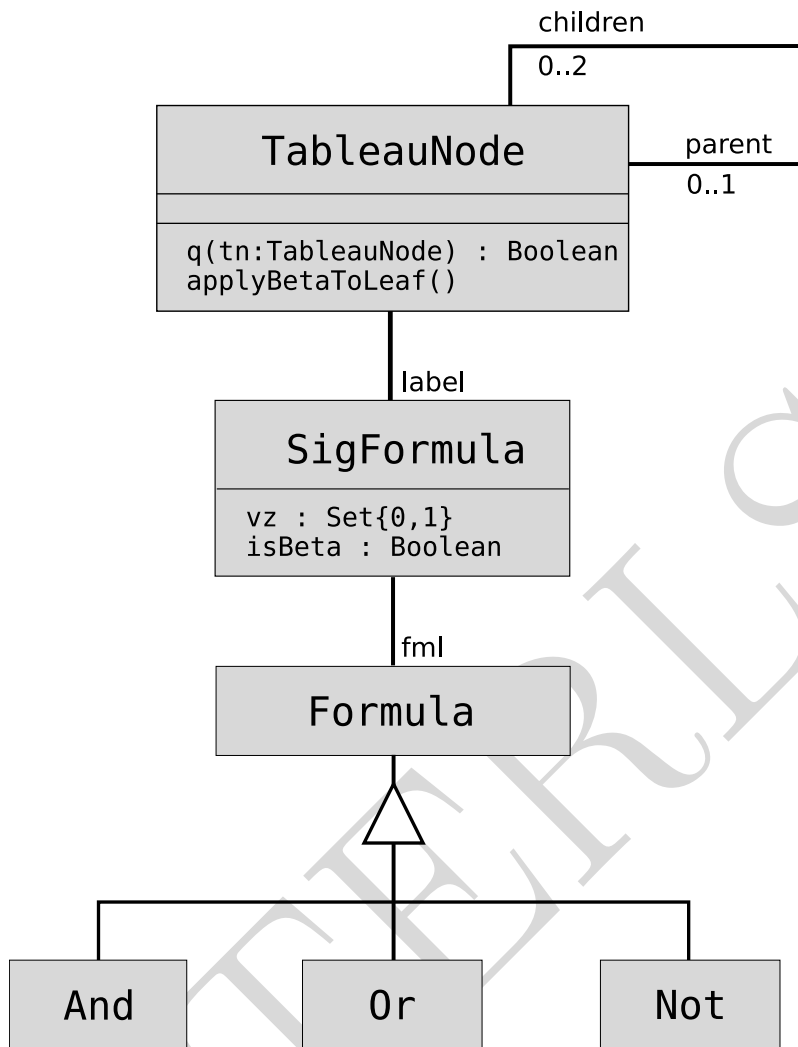 children
0..2
TableauNode
parent
0..1
q(tn:TableauNode) : Boolean
applyBetaToLeaf()
label
SigFormula
vz : Set{0,1}
isBeta : Boolean
fml
Formula
And
Or
Not